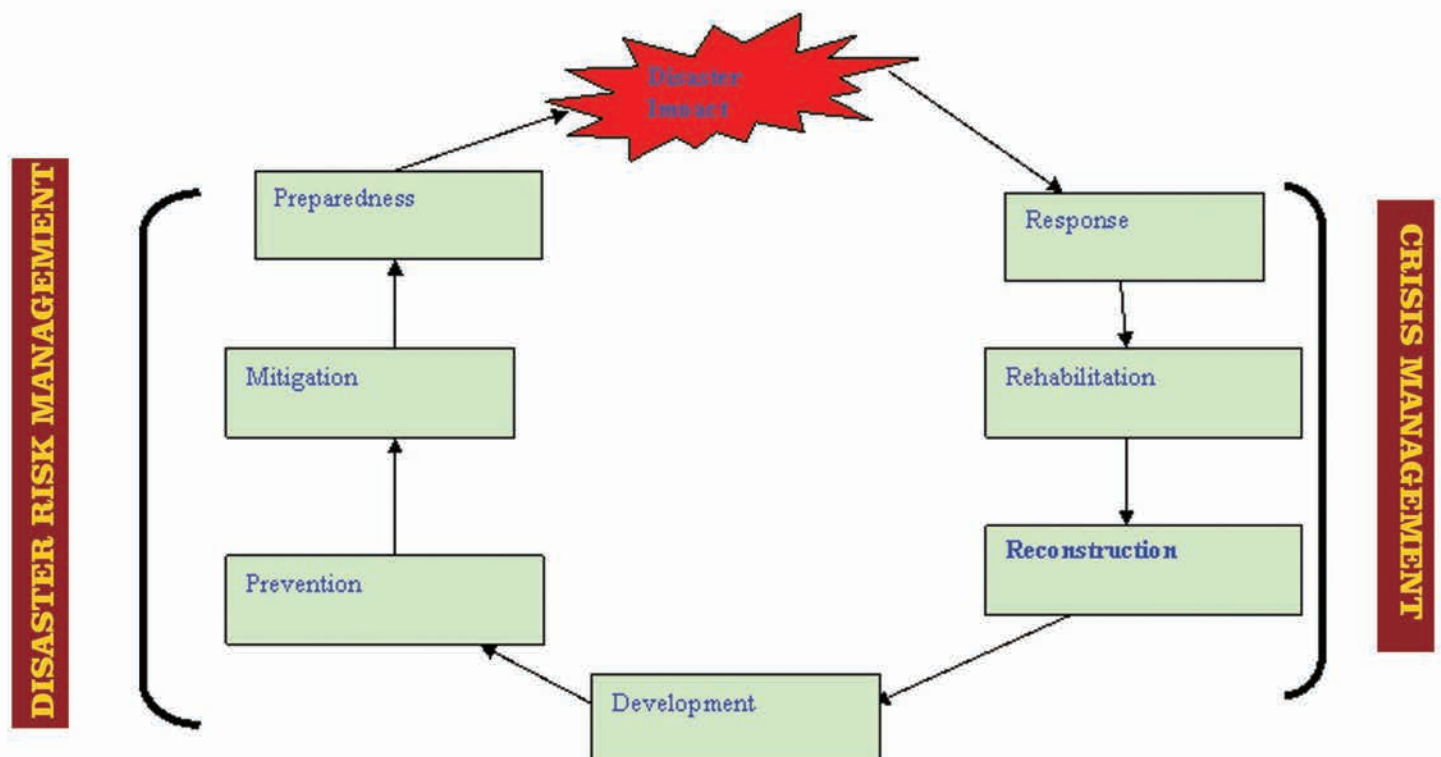 Disaster
Impact
DISASTER RISK MANAGEMENT
Preparedness
Response
CRISIS MANAGEMENT
Mitigation
Rehabilitation
Reconstruction
Prevention
Development